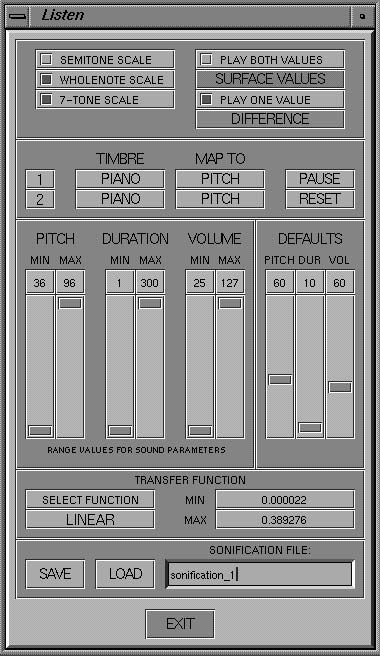 Listen
SEMITONE SCALE PLAY BOTH VALUES
WHOLENOTE SCALE SURFACE VALUES
7-TONE SCALE PLAY ONE VALUE
DIFFERENCE
TIMBRE MAP TO
1 PIANO PITCH PAUSE
2 PIANO PITCH RESET
PITCH DURATION VOLUME DEFAULTS
MIN MAX MIN MAX MIN MAX PITCH DUR VOL
36 96 1 300 25 127 60 10 60
RANGE VALUES FOR SOUND PARAMETERS
TRANSFER FUNCTION
SELECT FUNCTION MIN 0.000022
LINEAR MAX 0.389276
SONIFICATION FILE:
SAVE LOAD sonification_1
EXIT